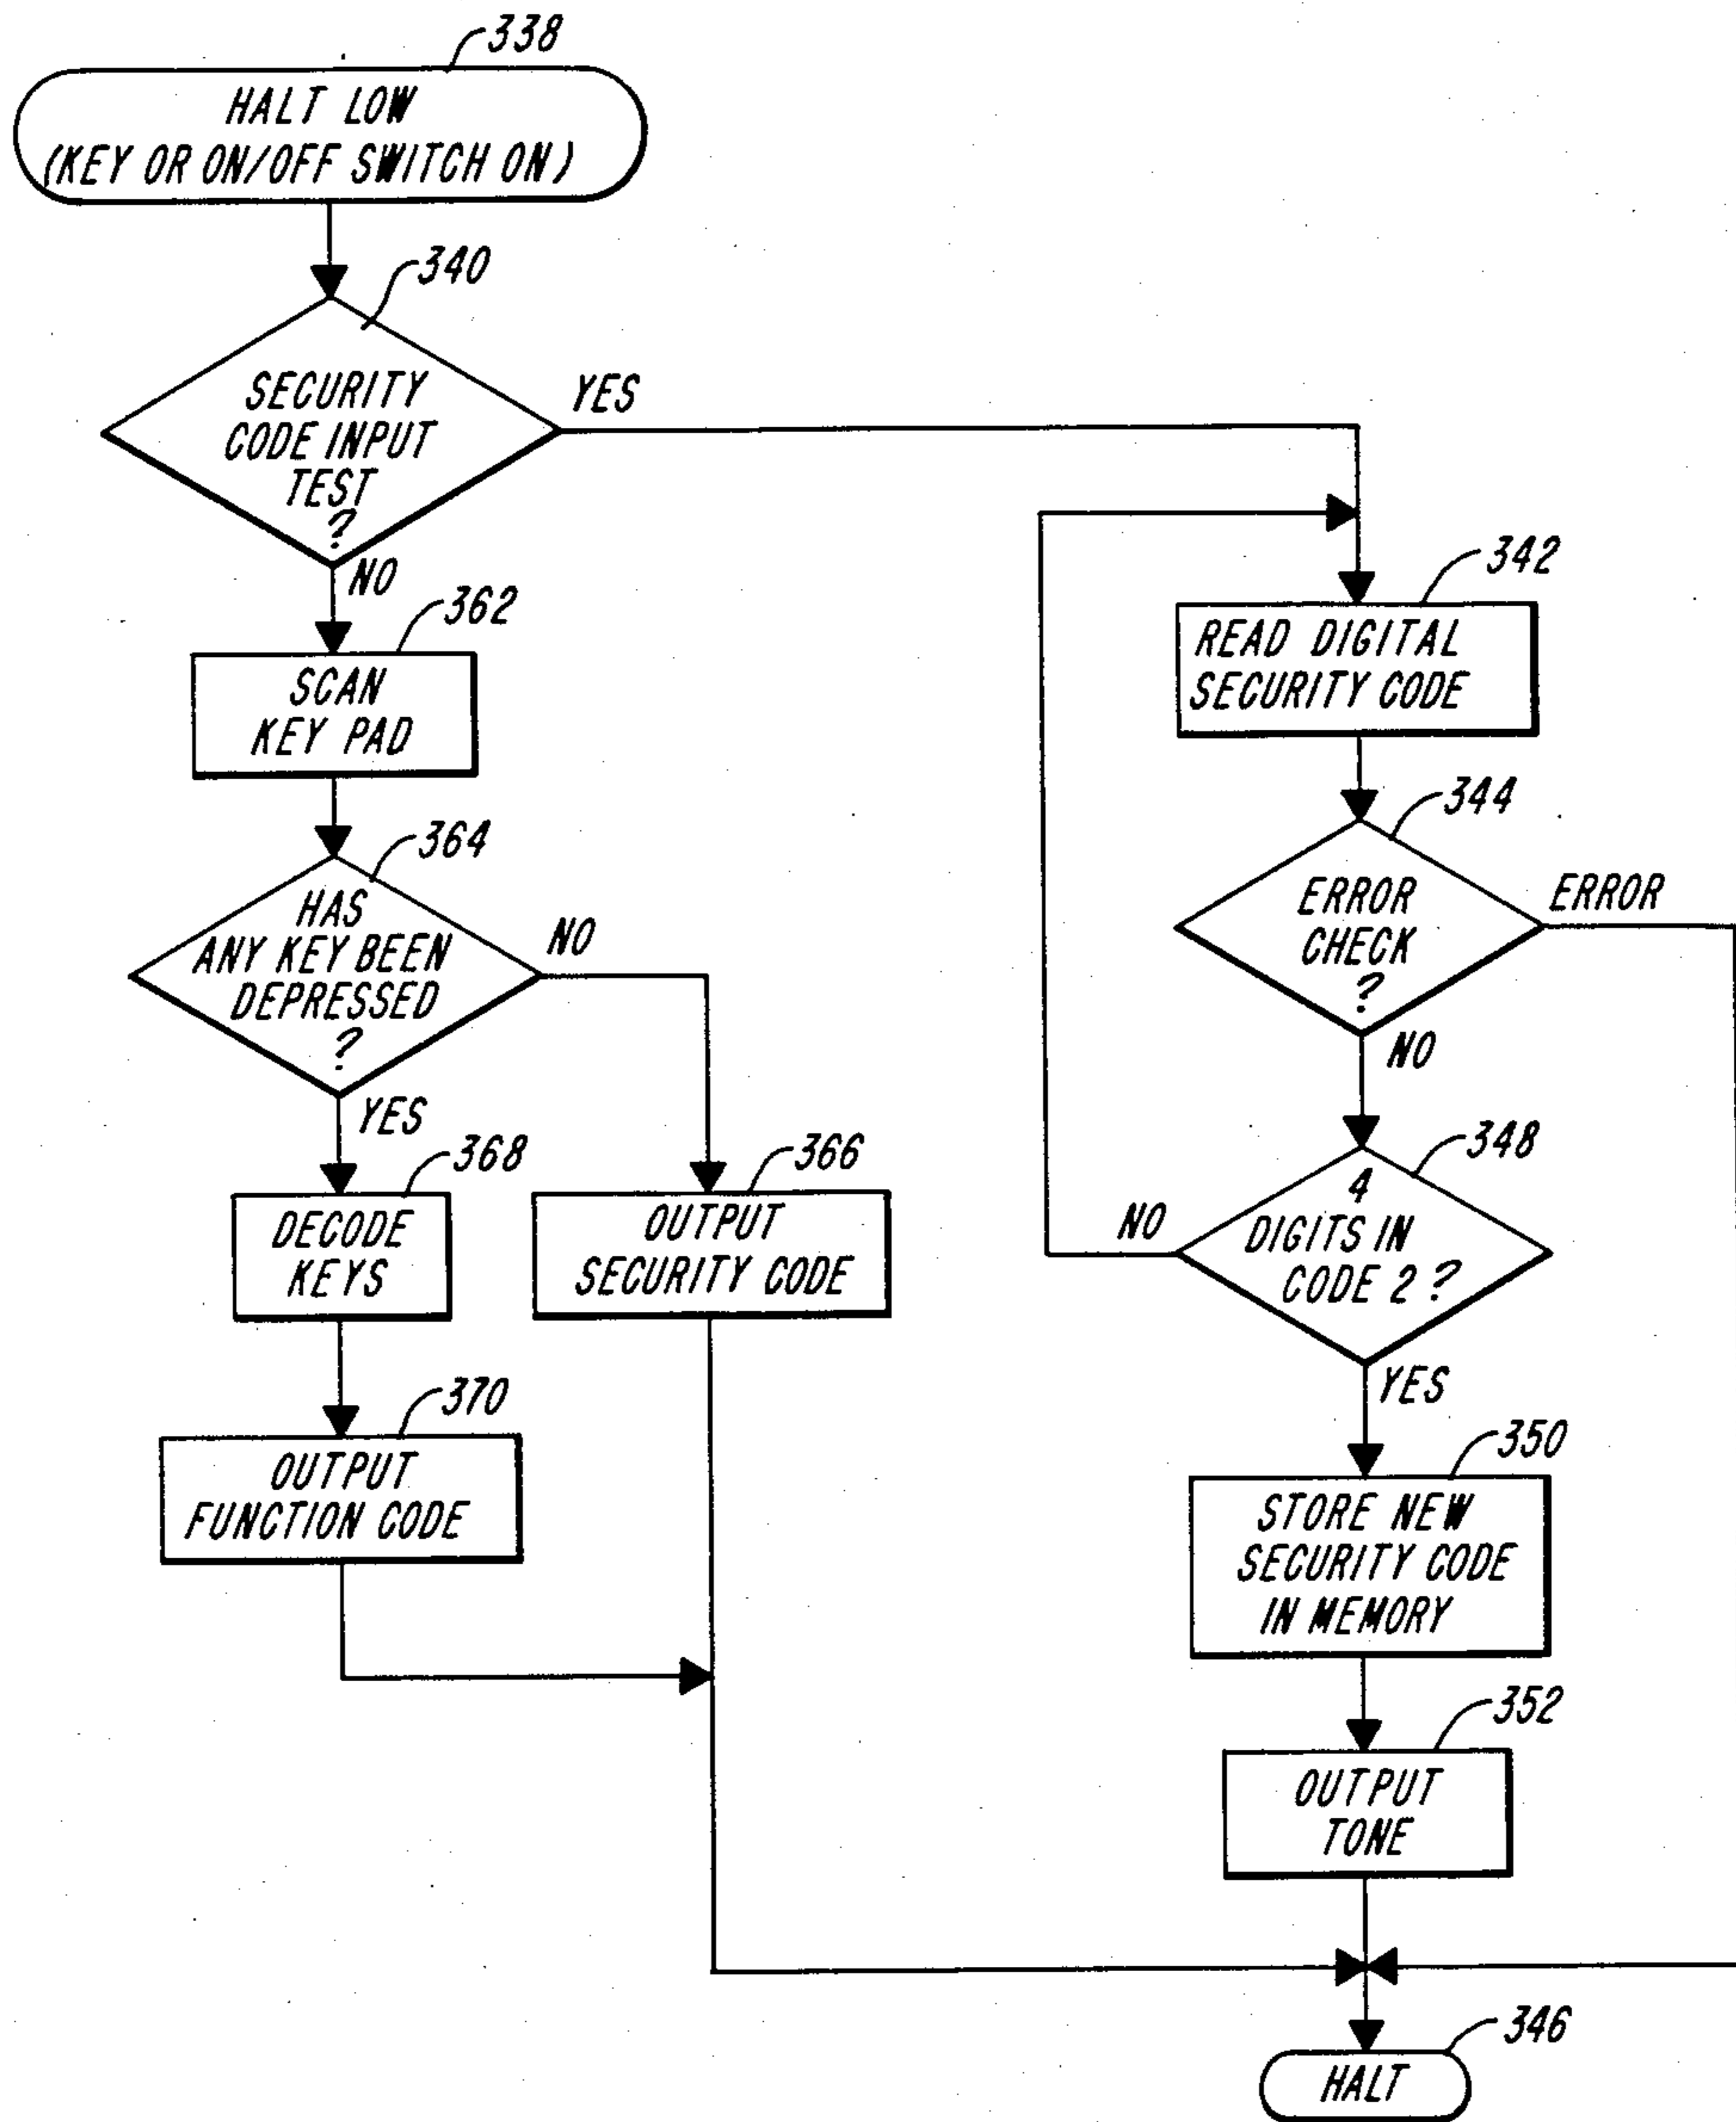 338
HALT LOW
(KEY OR ON/OFF SWITCH ON)
340
SECURITY
CODE INPUT
TEST
?
YES
NO
362
SCAN
KEY PAD
364
HAS
ANY KEY BEEN
DEPRESSED
?
NO
YES
368
DECODE
KEYS
366
OUTPUT
SECURITY CODE
370
OUTPUT
FUNCTION CODE
342
READ DIGITAL
SECURITY CODE
344
ERROR
CHECK
?
ERROR
NO
348
4
DIGITS IN
CODE 2 ?
NO
YES
350
STORE NEW
SECURITY CODE
IN MEMORY
352
OUTPUT
TONE
346
HALT